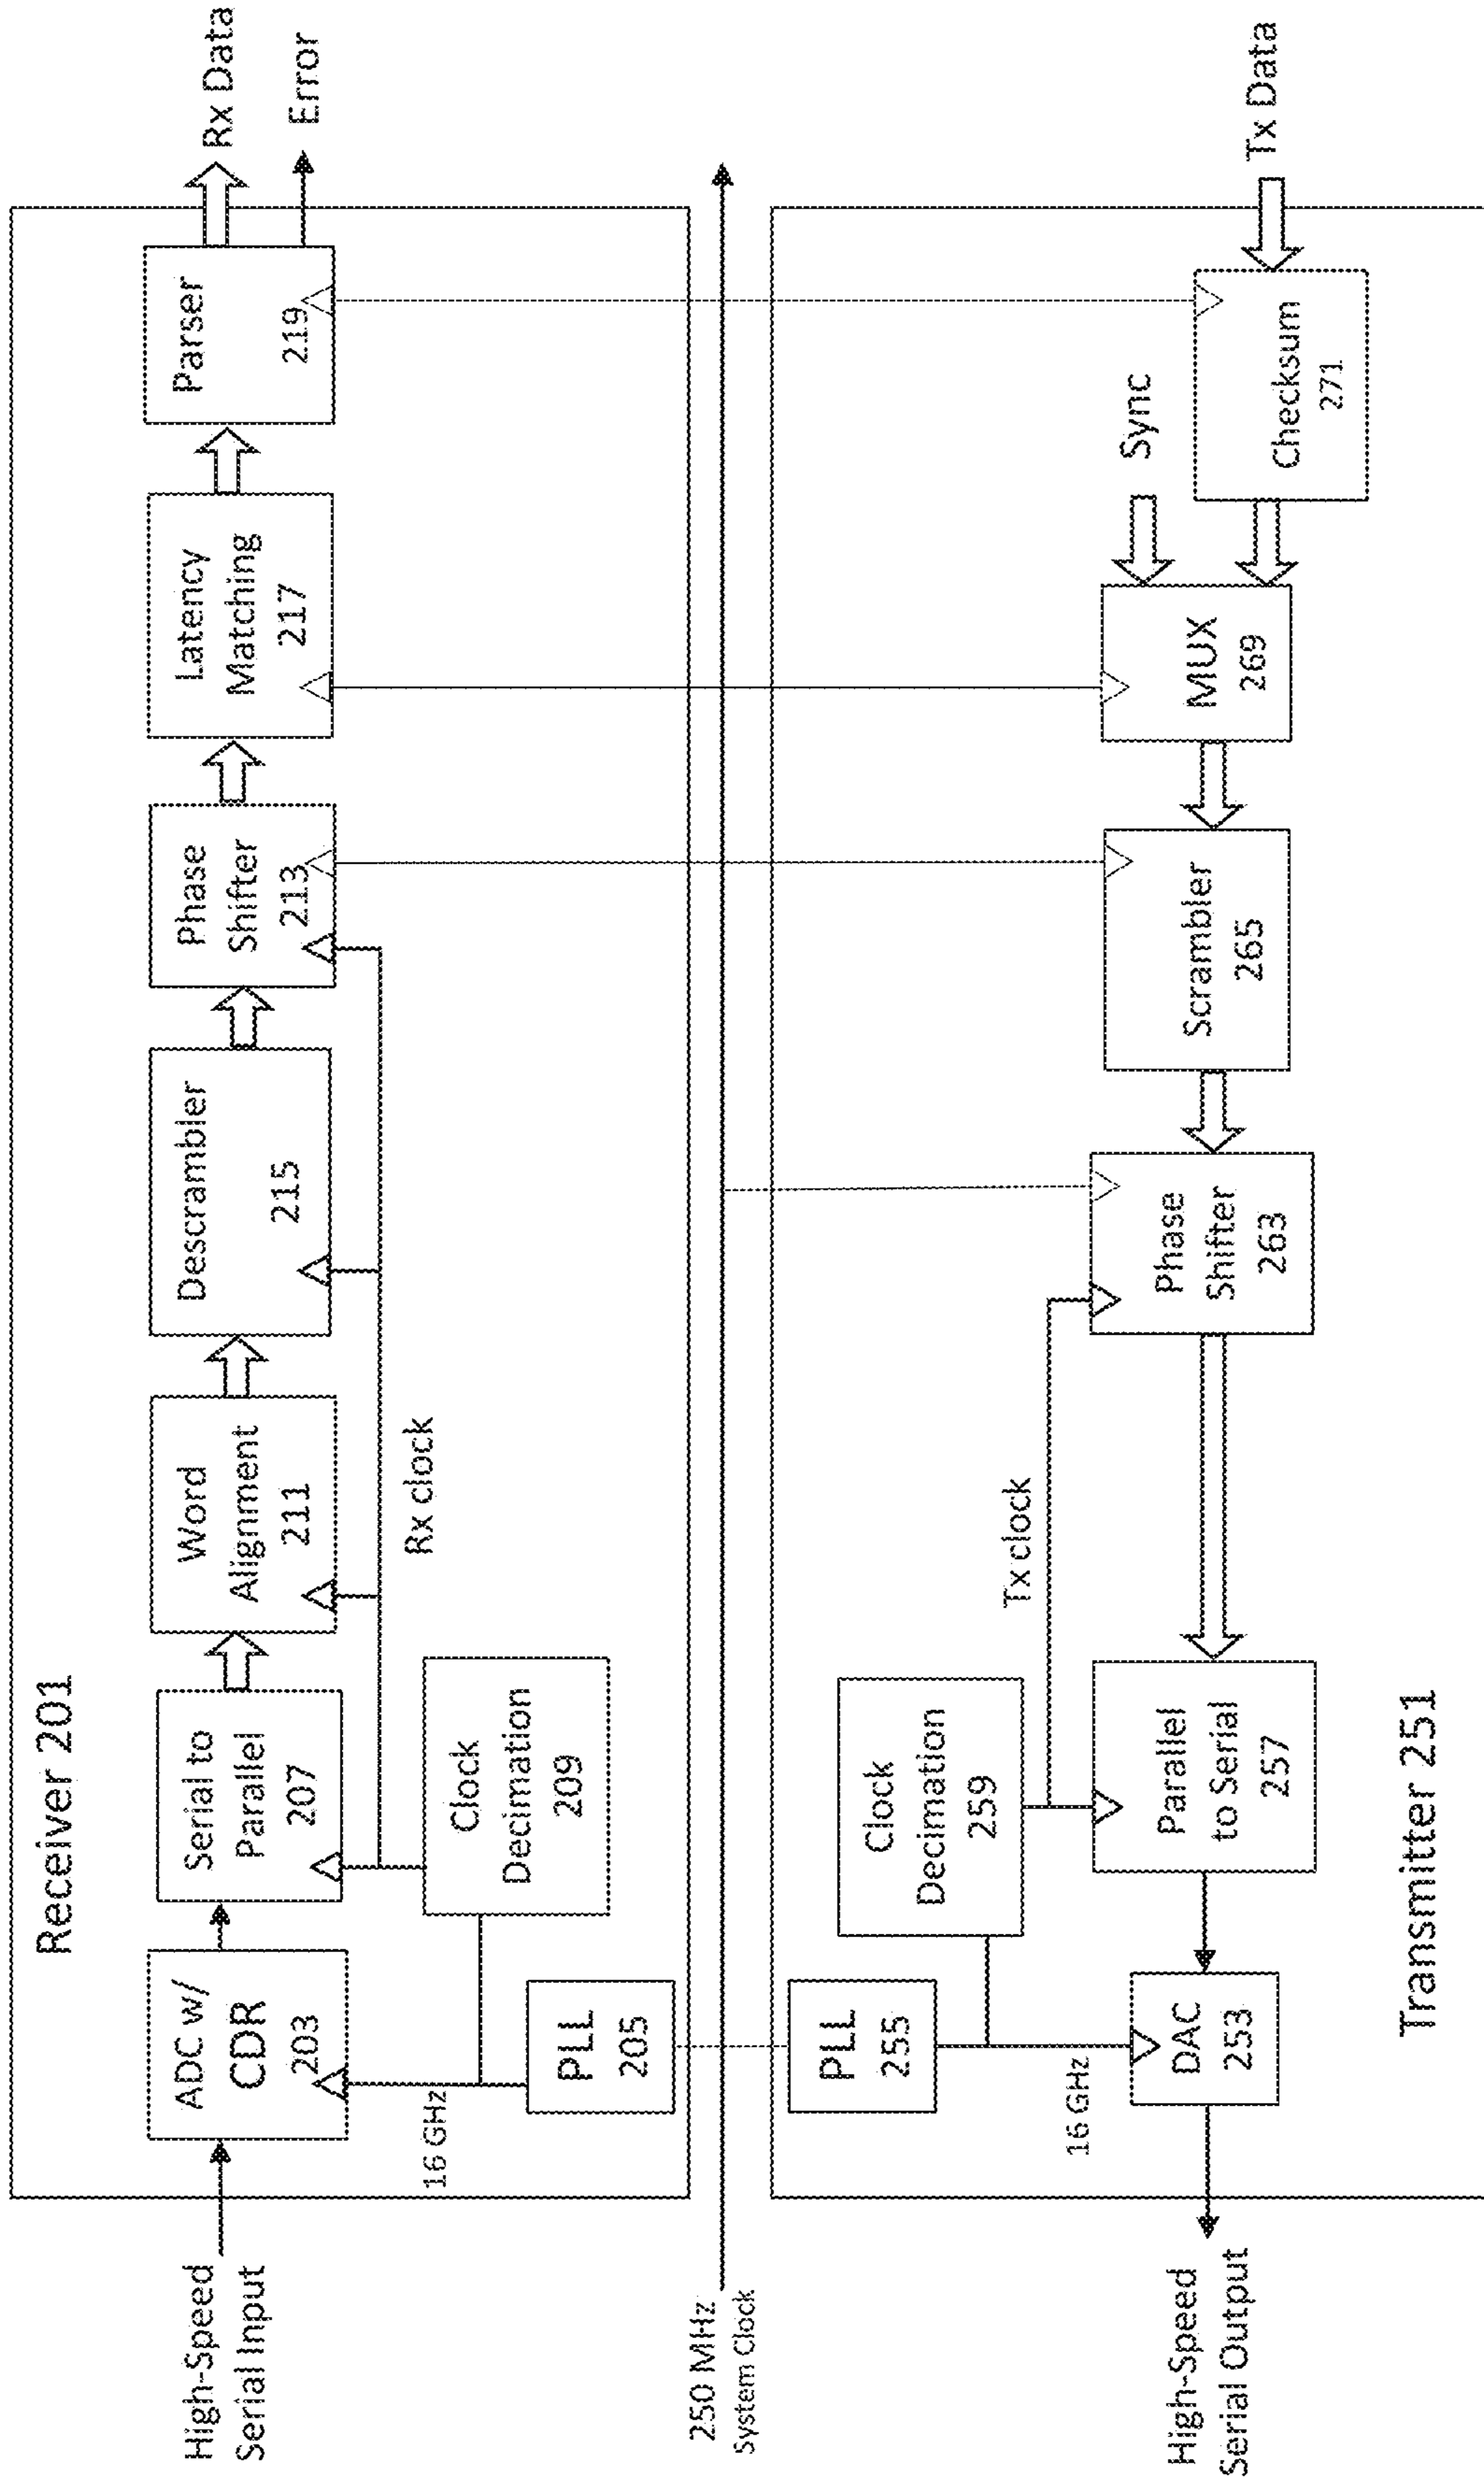 Receiver 201
High-Speed
Serial Input
ADC w/
CDR
203
Serial to
Parallel
207
Word
Alignment
211
Descrambler
215
Phase
Shifter
213
Latency
Matching
217
Parser
219
Rx Data
Error
16 GHz
PLL
205
Clock
Decimation
209
Rx clock
250 MHz
System Clock
PLL
255
Clock
Decimation
259
Tx clock
16 GHz
High-Speed
Serial Output
DAC
253
Parallel
to Serial
257
Phase
Shifter
263
Scrambler
265
MUX
269
Sync
Checksum
271
Tx Data
Transmitter 251